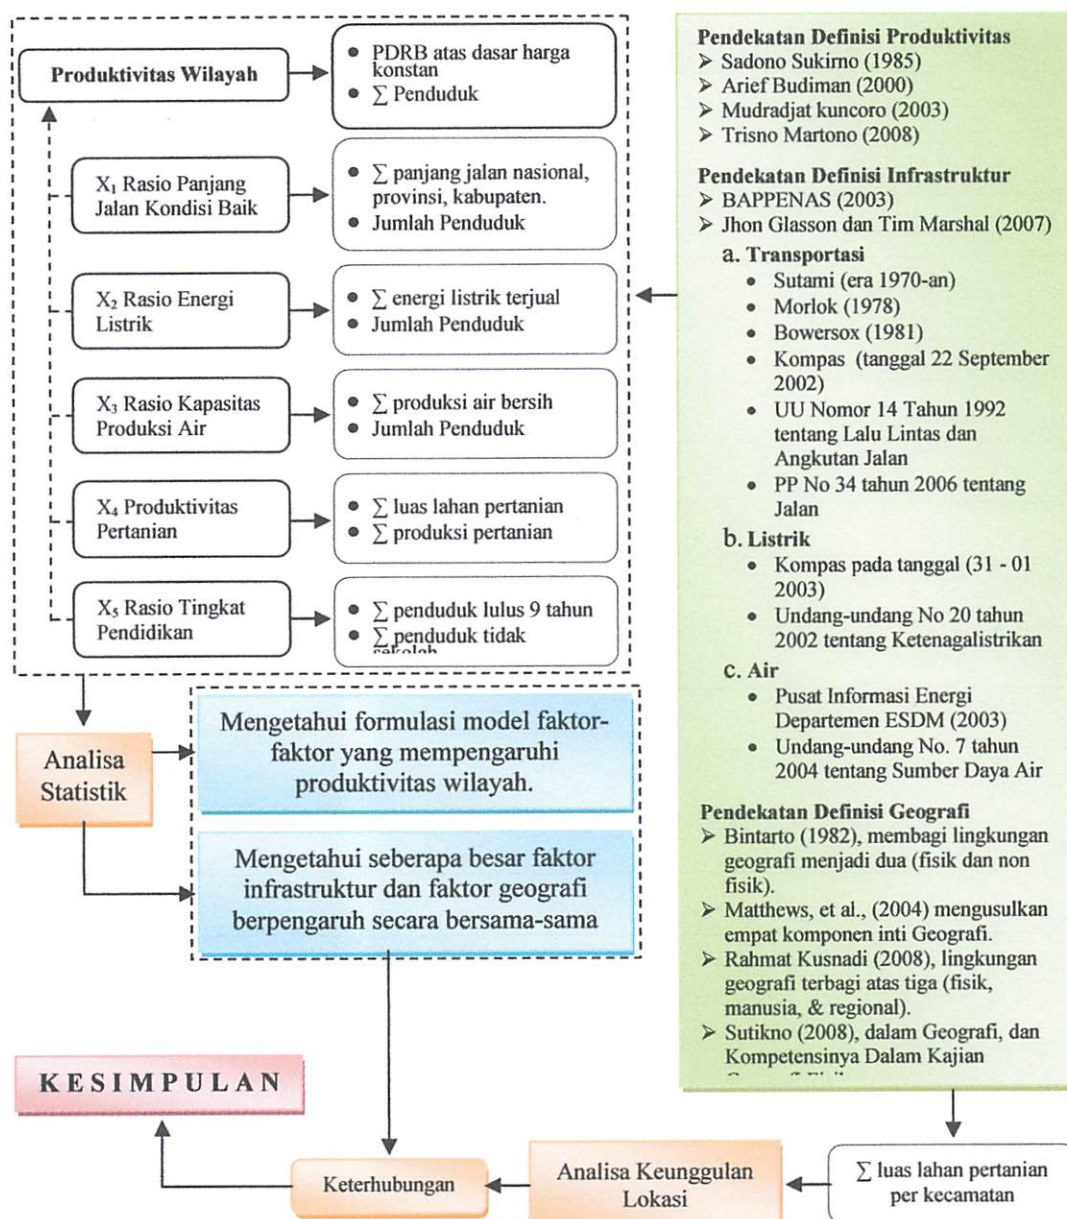 Produktivitas Wilayah
• PDRB atas dasar harga
konstan
• ∑ Penduduk
X₁ Rasio Panjang
Jalan Kondisi Baik
• ∑ panjang jalan nasional,
provinsi, kabupaten.
• Jumlah Penduduk
X₂ Rasio Energi
Listrik
• ∑ energi listrik terjual
• Jumlah Penduduk
X₃ Rasio Kapasitas
Produksi Air
• ∑ produksi air bersih
• Jumlah Penduduk
X₄ Produktivitas
Pertanian
• ∑ luas lahan pertanian
• ∑ produksi pertanian
X₅ Rasio Tingkat
Pendidikan
• ∑ penduduk lulus 9 tahun
• ∑ penduduk tidak
sekolah
Analisa
Statistik
Mengetahui formulasi model faktor-
faktor yang mempengaruhi
produktivitas wilayah.
Mengetahui seberapa besar faktor
infrastruktur dan faktor geografi
berpengaruh secara bersama-sama
Pendekatan Definisi Produktivitas
➢ Sadono Sukirno (1985)
➢ Arief Budiman (2000)
➢ Mudradjat kuncoro (2003)
➢ Trisno Martono (2008)
Pendekatan Definisi Infrastruktur
➢ BAPPENAS (2003)
➢ Jhon Glasson dan Tim Marshal (2007)
a. Transportasi
• Sutami (era 1970-an)
• Morlok (1978)
• Bowersox (1981)
• Kompas (tanggal 22 September
2002)
• UU Nomor 14 Tahun 1992
tentang Lalu Lintas dan
Angkutan Jalan
• PP No 34 tahun 2006 tentang
Jalan
b. Listrik
• Kompas pada tanggal (31 - 01
2003)
• Undang-undang No 20 tahun
2002 tentang Ketenagalistrikan
c. Air
• Pusat Informasi Energi
Departemen ESDM (2003)
• Undang-undang No. 7 tahun
2004 tentang Sumber Daya Air
Pendekatan Definisi Geografi
➢ Bintarto (1982), membagi lingkungan
geografi menjadi dua (fisik dan non
fisik).
➢ Matthews, et al., (2004) mengusulkan
empat komponen inti Geografi.
➢ Rahmat Kusnadi (2008), lingkungan
geografi terbagi atas tiga (fisik,
manusia, & regional).
➢ Sutikno (2008), dalam Geografi, dan
Kompetensinya Dalam Kajian
∑ luas lahan pertanian
per kecamatan
Analisa Keunggulan
Lokasi
Keterhubungan
KESIMPULAN